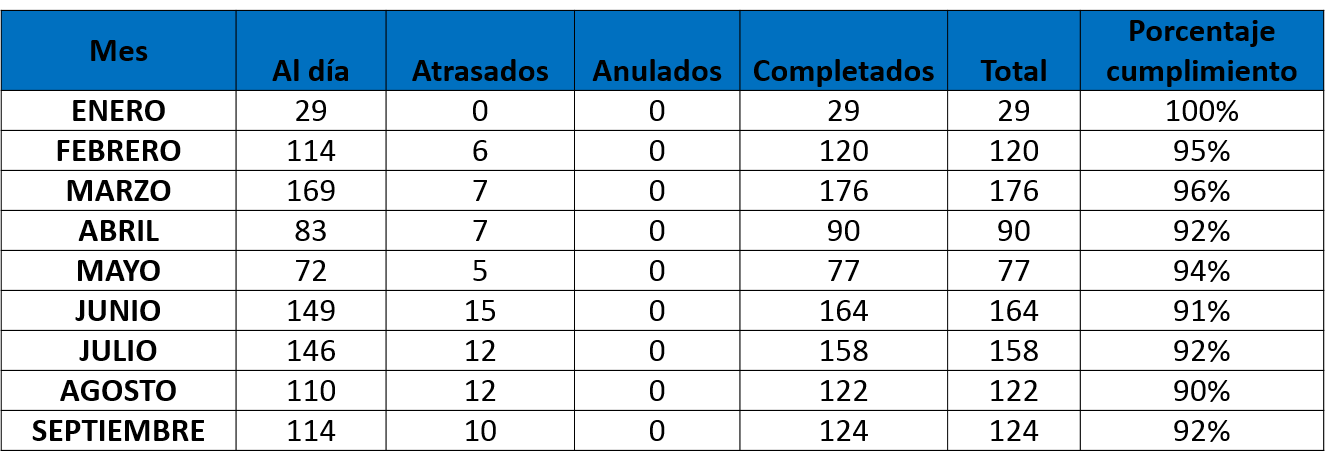 Mes Al día Atrasados Anulados Completados Total Porcentaje cumplimiento
ENERO 29 0 0 29 29 100%
FEBRERO 114 6 0 120 120 95%
MARZO 169 7 0 176 176 96%
ABRIL 83 7 0 90 90 92%
MAYO 72 5 0 77 77 94%
JUNIO 149 15 0 164 164 91%
JULIO 146 12 0 158 158 92%
AGOSTO 110 12 0 122 122 90%
SEPTIEMBRE 114 10 0 124 124 92%